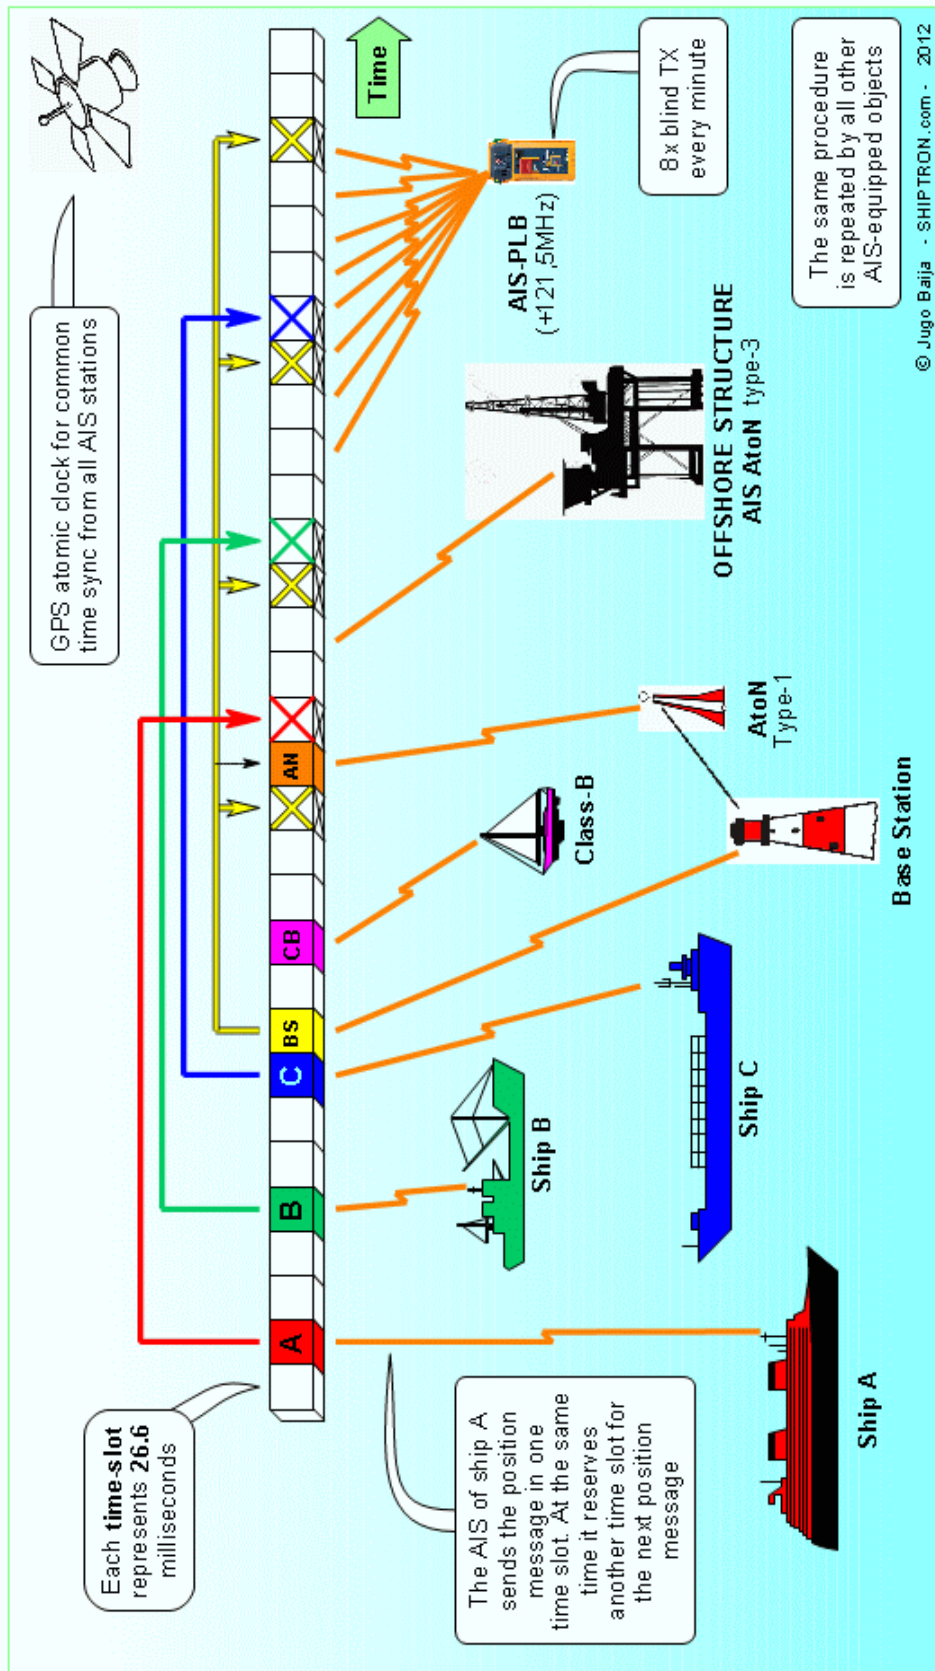 Each time-slot
represents 26.6
milliseconds
GPS atomic clock for common
time sync from all AIS stations
A
B
C
BS
CB
AN
Time
The AIS of ship A
sends the position
message in one
time slot. At the same
time it reserves
another time slot for
the next position
message
Ship A
Ship B
Ship C
Class-B
Base Station
AtoN
Type-1
OFFSHORE STRUCTURE
AIS AtoN type-3
AIS-PLB
(+121,5MHz)
8x blind TX
every minute
The same procedure
is repeated by all other
AIS-equipped objects
© Jugo Baija - SHIPTRON.com - 2012